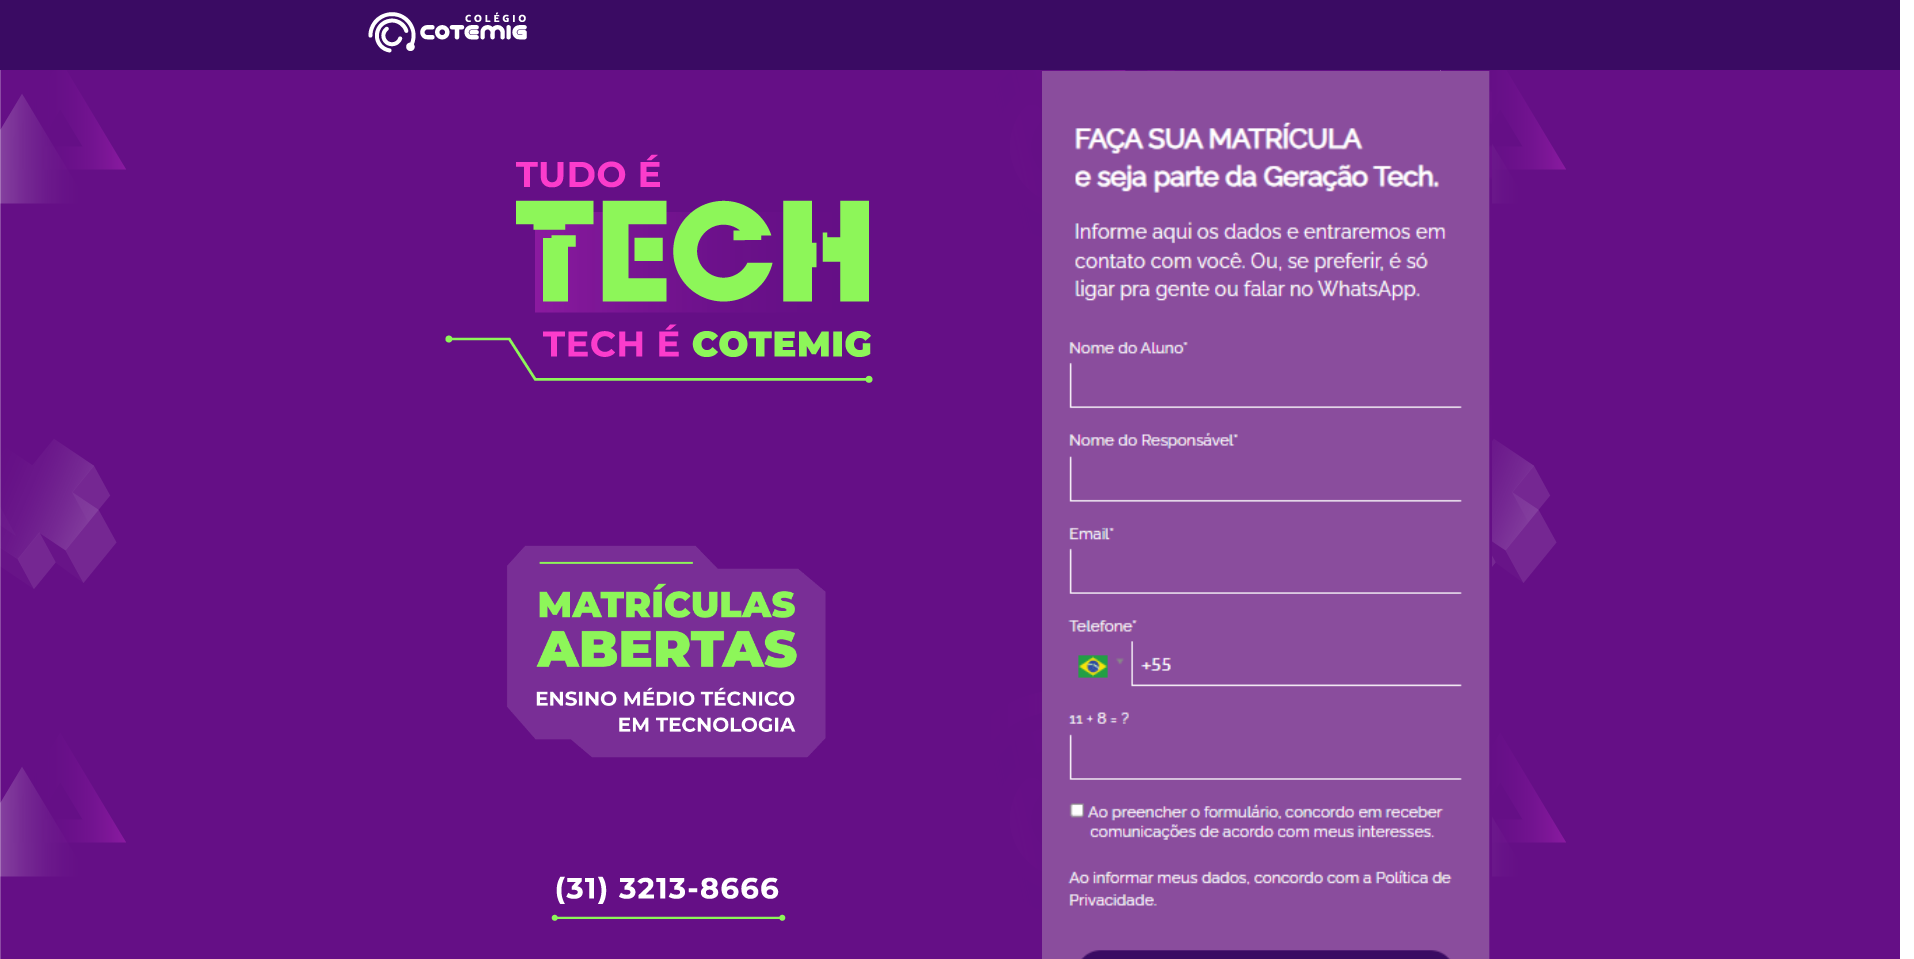 COLÉGIO
COTEMIG
TUDO É
TECH
TECH É COTEMIG
MATRÍCULAS
ABERTAS
ENSINO MÉDIO TÉCNICO
EM TECNOLOGIA
(31) 3213-8666
FAÇA SUA MATRÍCULA
e seja parte da Geração Tech.
Informe aqui os dados e entraremos em
contato com você. Ou, se preferir, é só
ligar pra gente ou falar no WhatsApp.
Nome do Aluno*
Nome do Responsável*
Email*
Telefone*
+55
11 + 8 = ?
Ao preencher o formulário, concordo em receber
comunicações de acordo com meus interesses.
Ao informar meus dados, concordo com a Política de
Privacidade.